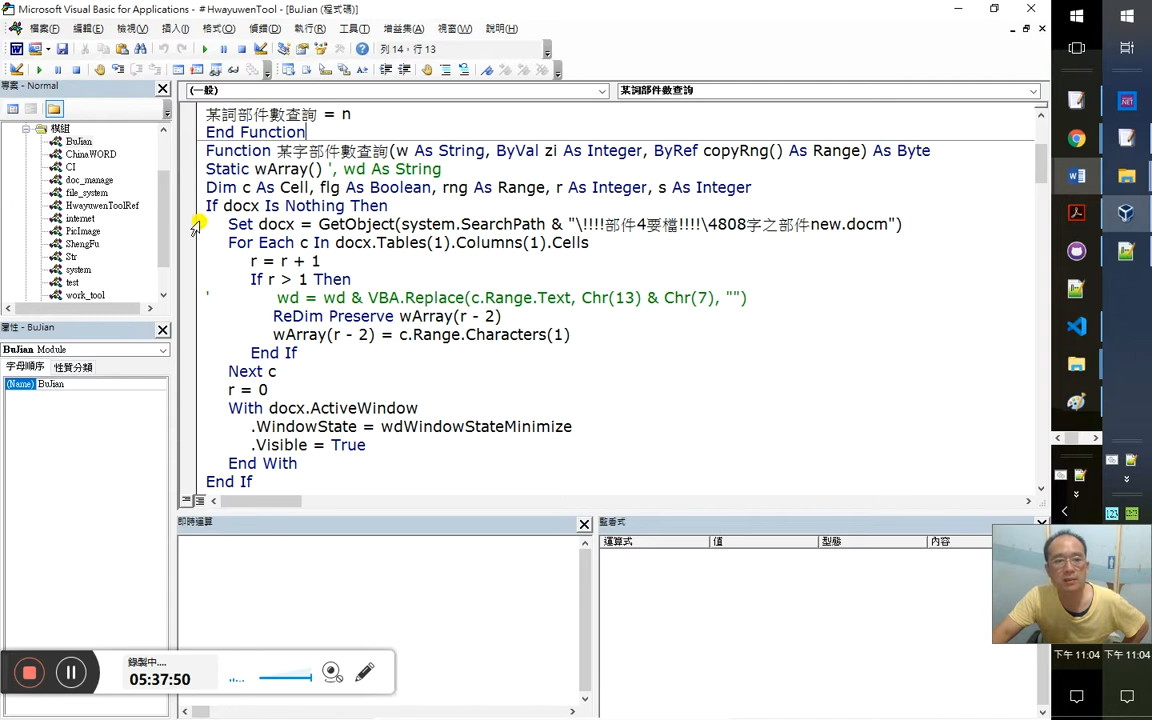 Microsoft Visual Basic for Applications - #HwayuwenTool - [BuJian (程式碼)]
檔案(F) 編輯(E) 檢視(V) 插入(I) 格式(O) 偵錯(D) 執行(R) 工具(T) 增益集(A) 視窗(W) 說明(H)
列 14，行 13
專案 - Normal
模組
BuJian
ChinaWORD
CI
doc_manage
file_system
HwayuwenToolRef
internet
PicImage
ShengFu
Str
system
test
work_tool
屬性 - BuJian
BuJian Module
字母順序 性質分類
(Name) BuJian
(一般) 某詞部件數查詢
某詞部件數查詢 = n
End Function
Function 某字部件數查詢(w As String, ByVal zi As Integer, ByRef copyRng() As Range) As Byte
Static wArray() ', wd As String
Dim c As Cell, flg As Boolean, rng As Range, r As Integer, s As Integer
If docx Is Nothing Then
Set docx = GetObject(system.SearchPath & "\!!!!部件4要檔!!!!\4808字之部件new.docm")
For Each c In docx.Tables(1).Columns(1).Cells
r = r + 1
If r > 1 Then
' wd = wd & VBA.Replace(c.Range.Text, Chr(13) & Chr(7), "")
ReDim Preserve wArray(r - 2)
wArray(r - 2) = c.Range.Characters(1)
End If
Next c
r = 0
With docx.ActiveWindow
.WindowState = wdWindowStateMinimize
.Visible = True
End With
End If
即時運算
監看式
運算式 值 型態 內容
錄製中....
05:37:50
下午 11:04 下午 11:04